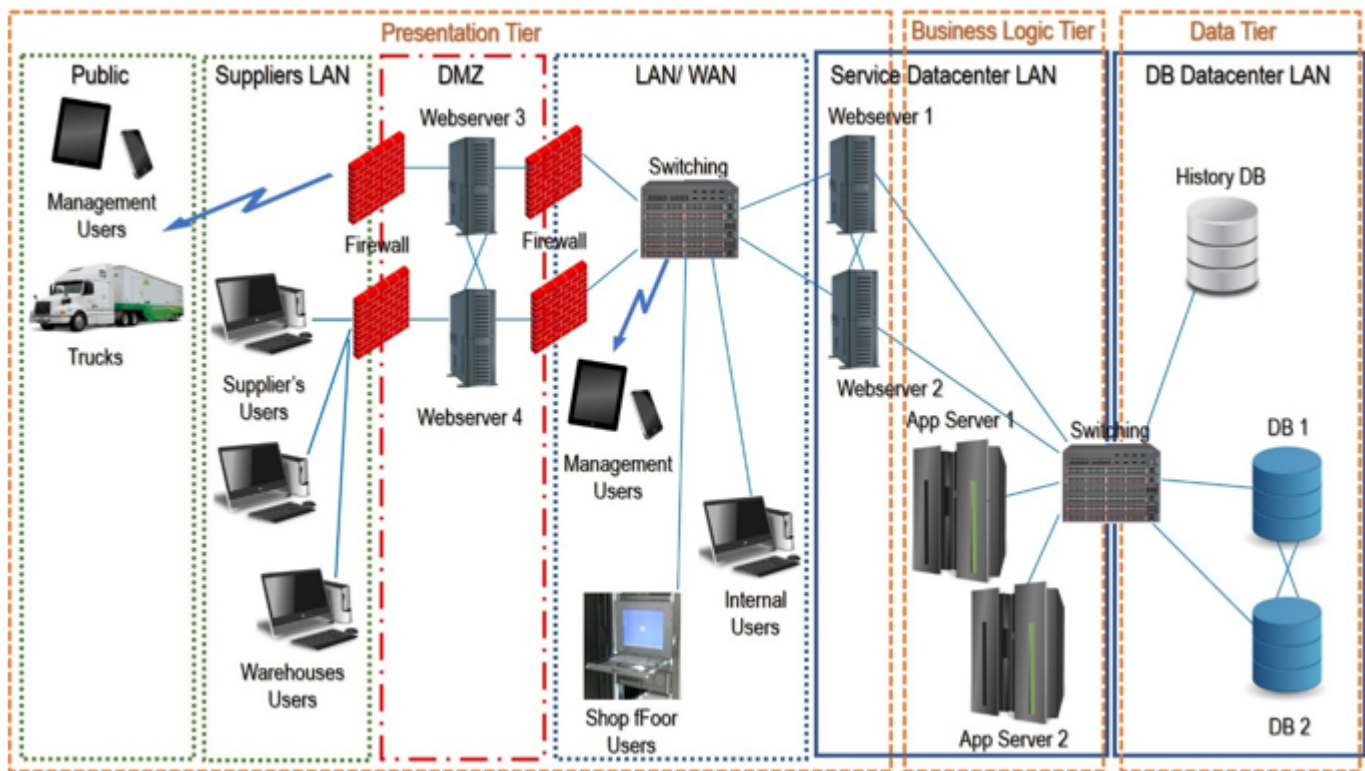 Presentation Tier
Business Logic Tier
Data Tier
Public
Suppliers LAN
DMZ
LAN/ WAN
Service Datacenter LAN
DB Datacenter LAN
Webserver 3
Webserver 1
Switching
History DB
Management
Users
Firewall
Firewall
Trucks
Supplier's
Users
Webserver 4
Webserver 2
App Server 1
Switching
DB 1
Management
Users
Internal
Users
Warehouses
Users
Shop fFoor
Users
App Server 2
DB 2